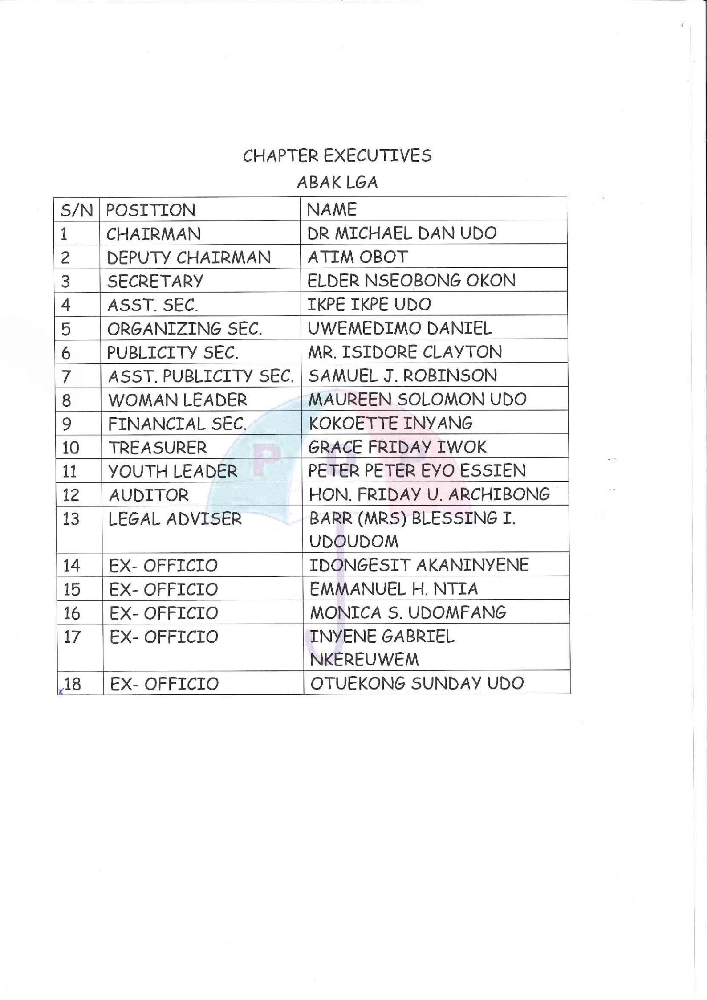 CHAPTER EXECUTIVES
ABAK LGA
S/N POSITION NAME
1 CHAIRMAN DR MICHAEL DAN UDO
2 DEPUTY CHAIRMAN ATIM OBOT
3 SECRETARY ELDER NSEOBONG OKON
4 ASST. SEC. IKPE IKPE UDO
5 ORGANIZING SEC. UWEMEDIMO DANIEL
6 PUBLICITY SEC. MR. ISIDORE CLAYTON
7 ASST. PUBLICITY SEC. SAMUEL J. ROBINSON
8 WOMAN LEADER MAUREEN SOLOMON UDO
9 FINANCIAL SEC. KOKOETTE INYANG
10 TREASURER GRACE FRIDAY IWOK
11 YOUTH LEADER PETER PETER EYO ESSIEN
12 AUDITOR HON. FRIDAY U. ARCHIBONG
13 LEGAL ADVISER BARR (MRS) BLESSING I.
UDOUDOM
14 EX- OFFICIO IDONGESIT AKANINYENE
15 EX- OFFICIO EMMANUEL H. NTIA
16 EX- OFFICIO MONICA S. UDOMFANG
17 EX- OFFICIO INYENE GABRIEL
NKEREUWEM
18 EX- OFFICIO OTUEKONG SUNDAY UDO
PDP